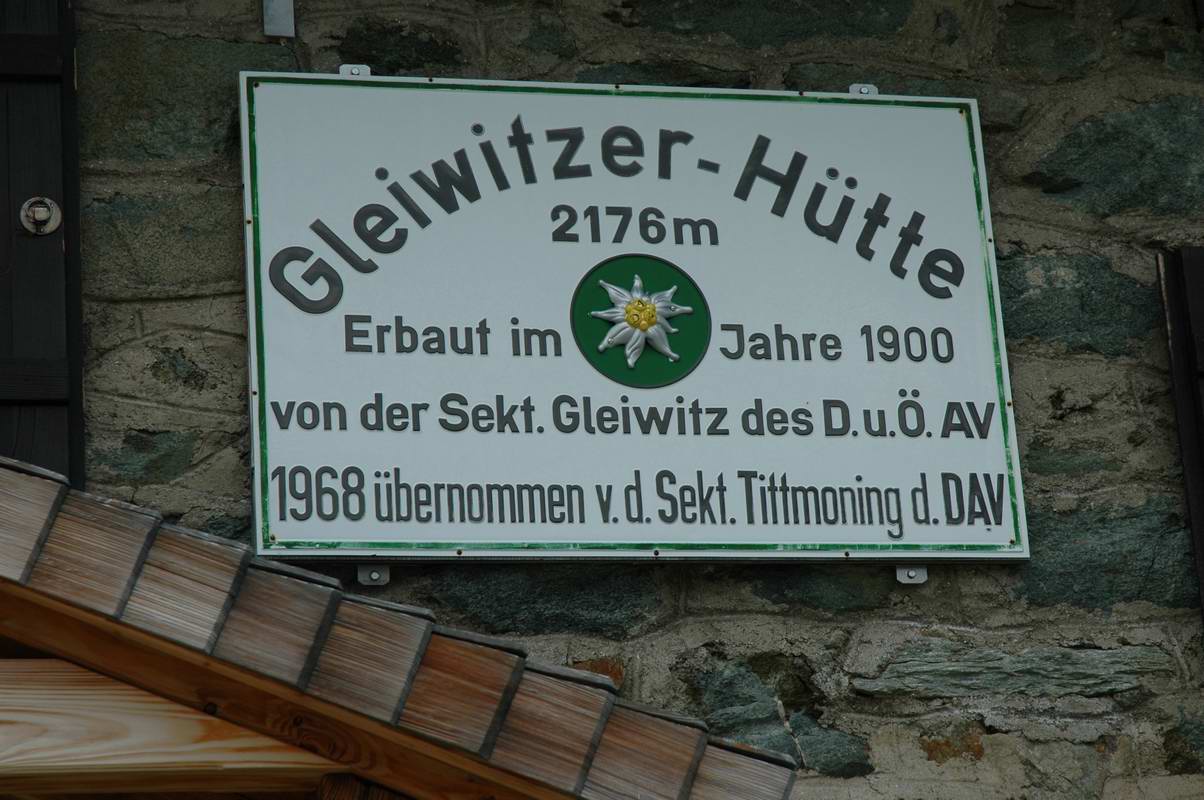 Gleiwitzer-Hütte
2176m
Erbaut im Jahre 1900
von der Sekt. Gleiwitz des D.u.Ö. AV
1968 übernommen v. d. Sekt. Tittmoning d. DAV